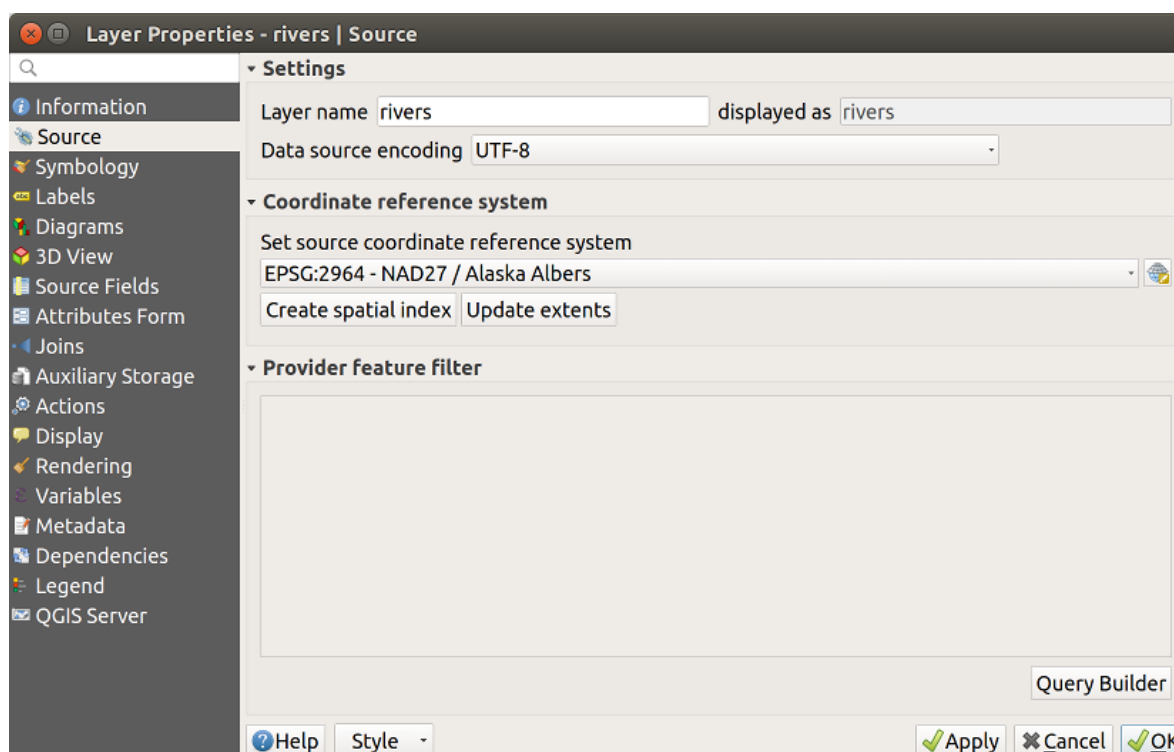 Layer Properties - rivers | Source
Information
Source
Symbology
Labels
Diagrams
3D View
Source Fields
Attributes Form
Joins
Auxiliary Storage
Actions
Display
Rendering
Variables
Metadata
Dependencies
Legend
QGIS Server
Settings
Layer name rivers displayed as rivers
Data source encoding UTF-8
Coordinate reference system
Set source coordinate reference system
EPSG:2964 - NAD27 / Alaska Albers
Create spatial index Update extents
Provider feature filter
Query Builder
Help Style Apply Cancel OK